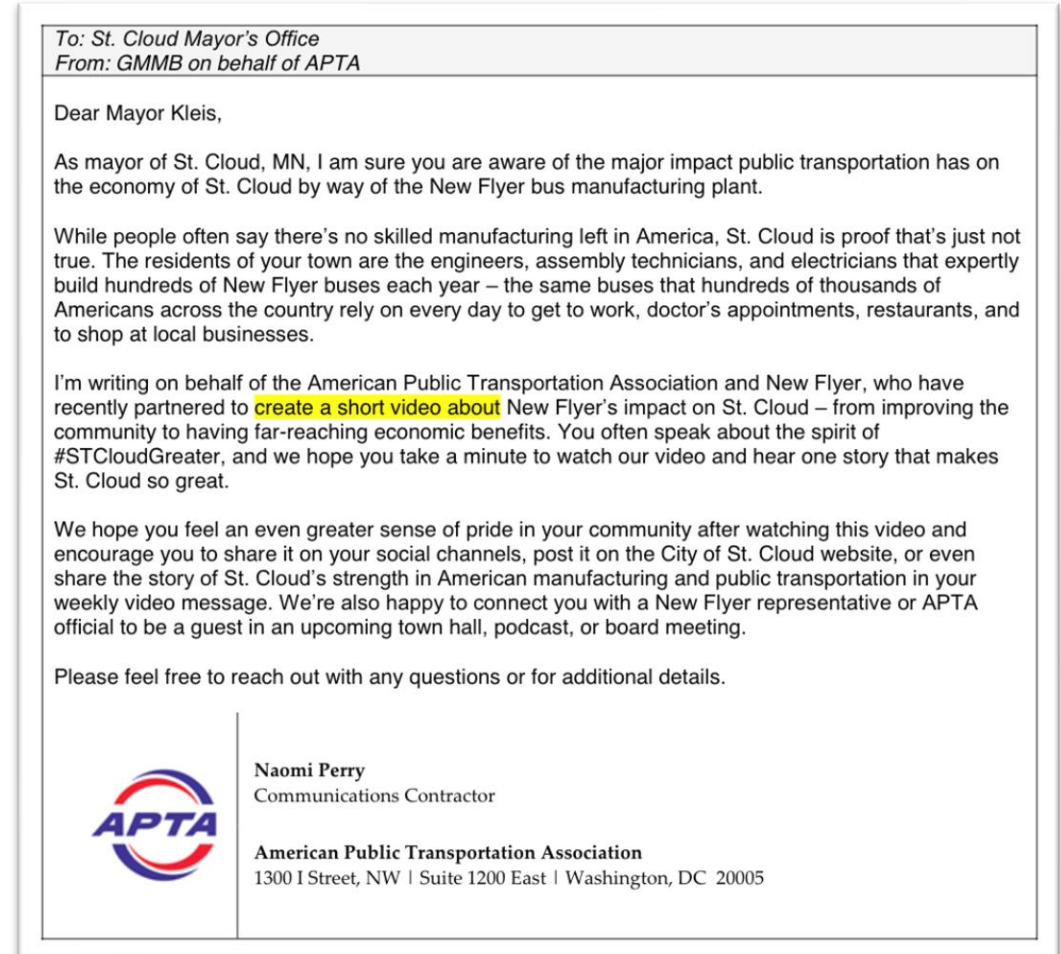 To: St. Cloud Mayor's Office
From: GMMB on behalf of APTA
Dear Mayor Kleis,
As mayor of St. Cloud, MN, I am sure you are aware of the major impact public transportation has on
the economy of St. Cloud by way of the New Flyer bus manufacturing plant.
While people often say there's no skilled manufacturing left in America, St. Cloud is proof that's just not
true. The residents of your town are the engineers, assembly technicians, and electricians that expertly
build hundreds of New Flyer buses each year – the same buses that hundreds of thousands of
Americans across the country rely on every day to get to work, doctor's appointments, restaurants, and
to shop at local businesses.
I'm writing on behalf of the American Public Transportation Association and New Flyer, who have
recently partnered to create a short video about New Flyer's impact on St. Cloud – from improving the
community to having far-reaching economic benefits. You often speak about the spirit of
#STCloudGreater, and we hope you take a minute to watch our video and hear one story that makes
St. Cloud so great.
We hope you feel an even greater sense of pride in your community after watching this video and
encourage you to share it on your social channels, post it on the City of St. Cloud website, or even
share the story of St. Cloud's strength in American manufacturing and public transportation in your
weekly video message. We're also happy to connect you with a New Flyer representative or APTA
official to be a guest in an upcoming town hall, podcast, or board meeting.
Please feel free to reach out with any questions or for additional details.
APTA
Naomi Perry
Communications Contractor
American Public Transportation Association
1300 I Street, NW | Suite 1200 East | Washington, DC 20005